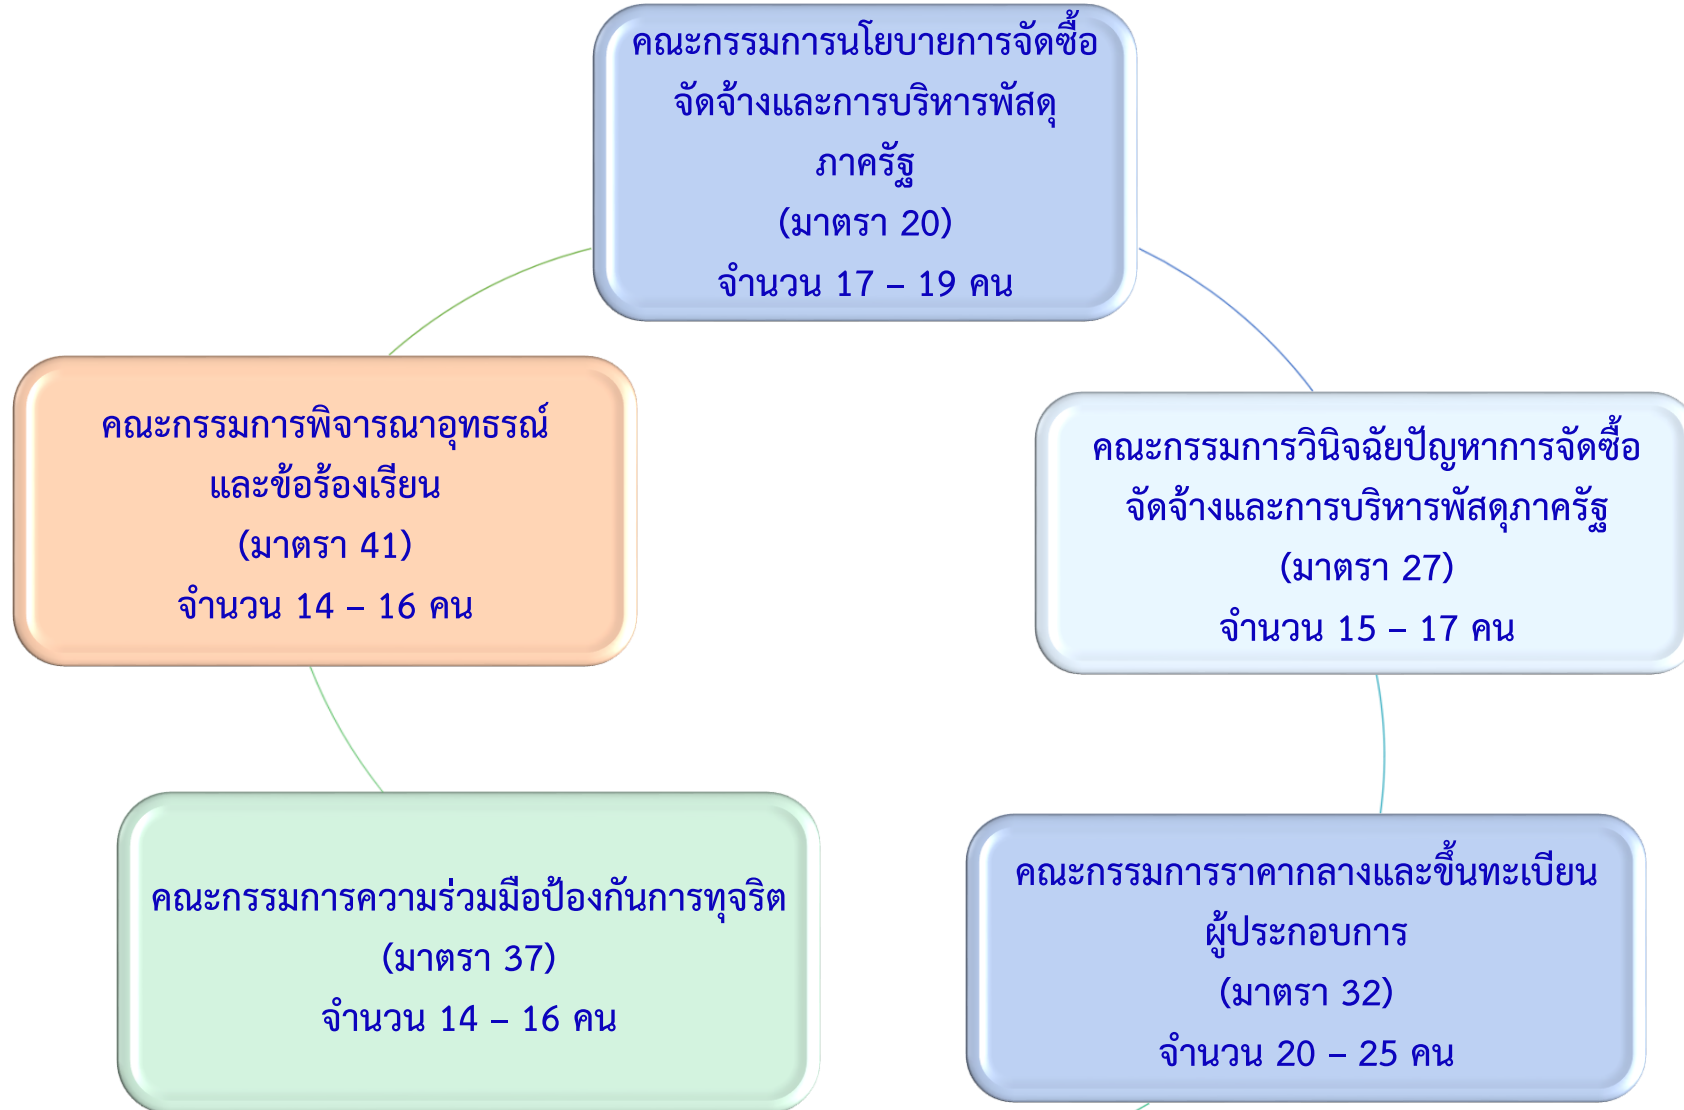 คณะกรรมการนโยบายการจัดซื้อ
จัดจ้างและการบริหารพัสดุ
ภาครัฐ
(มาตรา 20)
จำนวน 17 – 19 คน
คณะกรรมการพิจารณาอุทธรณ์
และข้อร้องเรียน
(มาตรา 41)
จำนวน 14 – 16 คน
คณะกรรมการวินิจฉัยปัญหาการจัดซื้อ
จัดจ้างและการบริหารพัสดุภาครัฐ
(มาตรา 27)
จำนวน 15 – 17 คน
คณะกรรมการความร่วมมือป้องกันการทุจริต
(มาตรา 37)
จำนวน 14 – 16 คน
คณะกรรมการราคากลางและขึ้นทะเบียน
ผู้ประกอบการ
(มาตรา 32)
จำนวน 20 – 25 คน